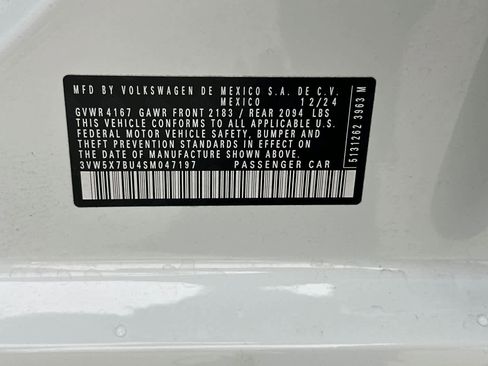 MFD BY VOLKSWAGEN DE MEXICO S.A. DE C.V.
MEXICO 12/24
GVWR 4167 GAWR FRONT 2183 / REAR 2094 LBS
THIS VEHICLE CONFORMS TO ALL APPLICABLE U.S.
FEDERAL MOTOR VEHICLE SAFETY, BUMPER AND
THEFT PREVENTION STANDARDS IN EFFECT ON
THE DATE OF MANUFACTURE SHOWN ABOVE.
3VW5X7BU4SM047197 PASSENGER CAR
5131262 3963 M